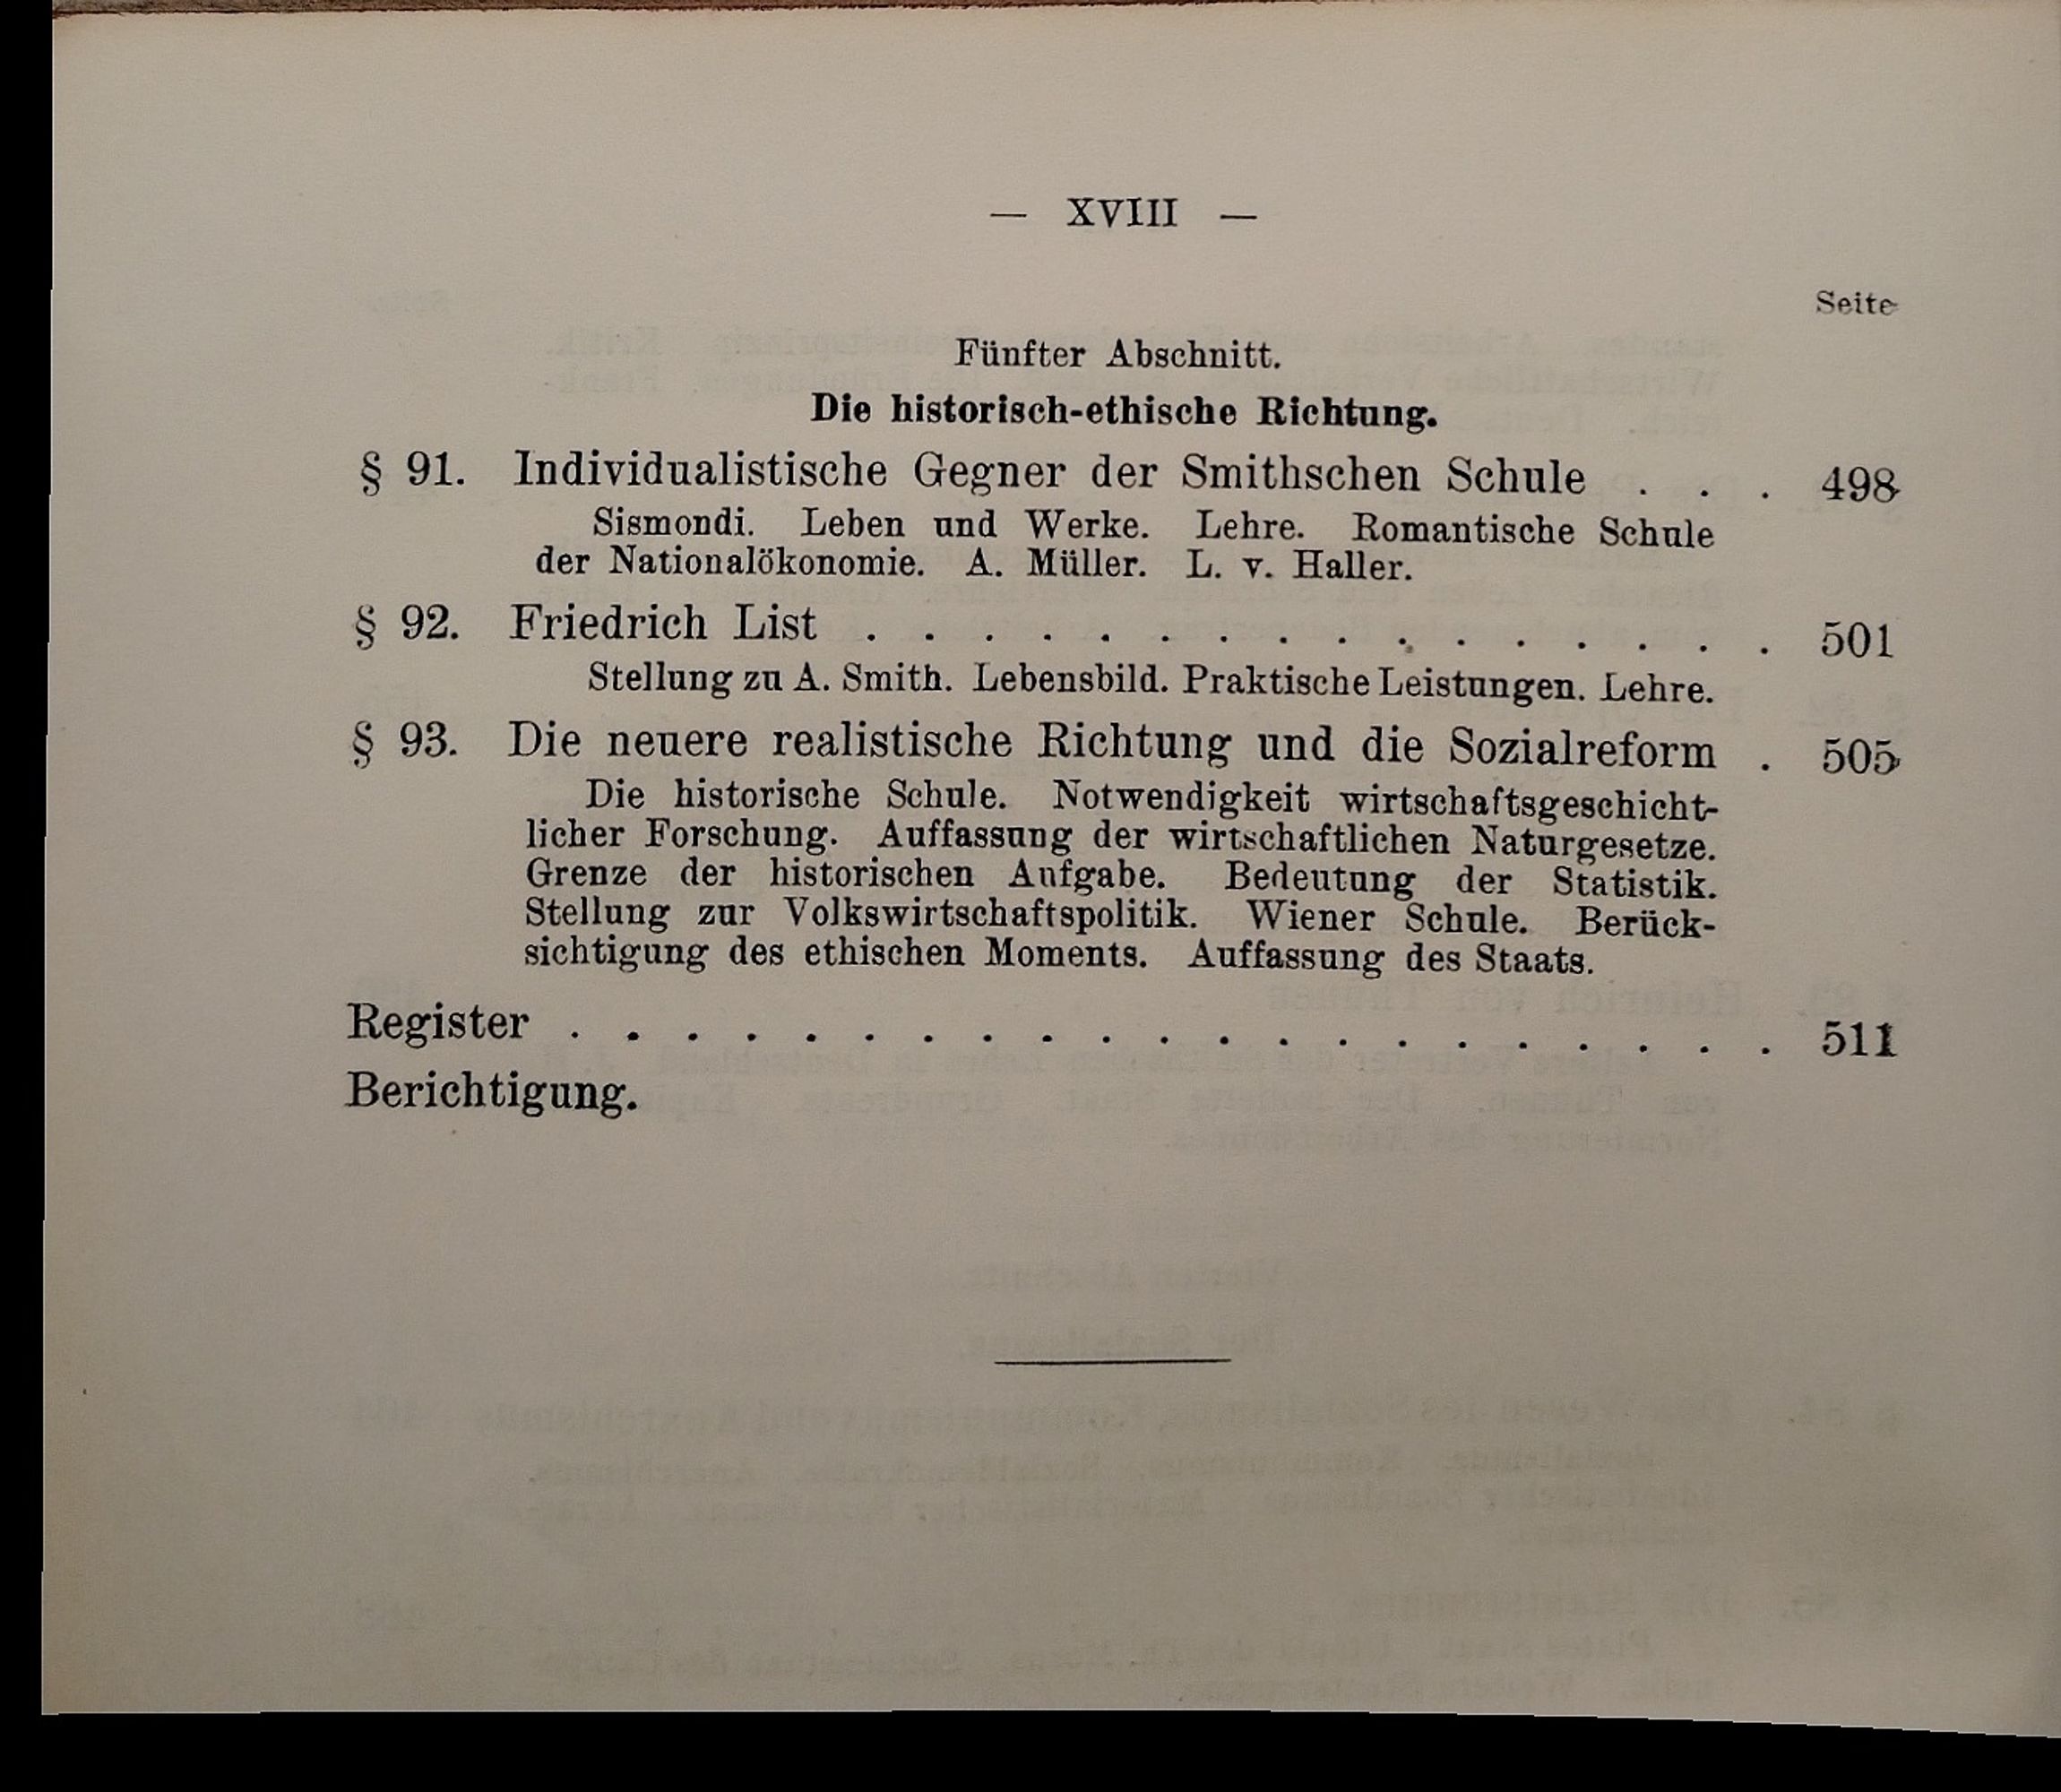 — XVIII —
Seite
Fünfter Abschnitt.
Die historisch-ethische Richtung.
§ 91. Individualistische Gegner der Smithschen Schule . . . 498
Sismondi. Leben und Werke. Lehre. Romantische Schule
der Nationalökonomie. A. Müller. L. v. Haller.
§ 92. Friedrich List . . . . . . . . . . . . . . . . 501
Stellung zu A. Smith. Lebensbild. Praktische Leistungen. Lehre.
§ 93. Die neuere realistische Richtung und die Sozialreform . 505
Die historische Schule. Notwendigkeit wirtschaftsgeschicht-
licher Forschung. Auffassung der wirtschaftlichen Naturgesetze.
Grenze der historischen Aufgabe. Bedeutung der Statistik.
Stellung zur Volkswirtschaftspolitik. Wiener Schule. Berück-
sichtigung des ethischen Moments. Auffassung des Staats.
Register . . . . . . . . . . . . . . . . . . . . . 511
Berichtigung.